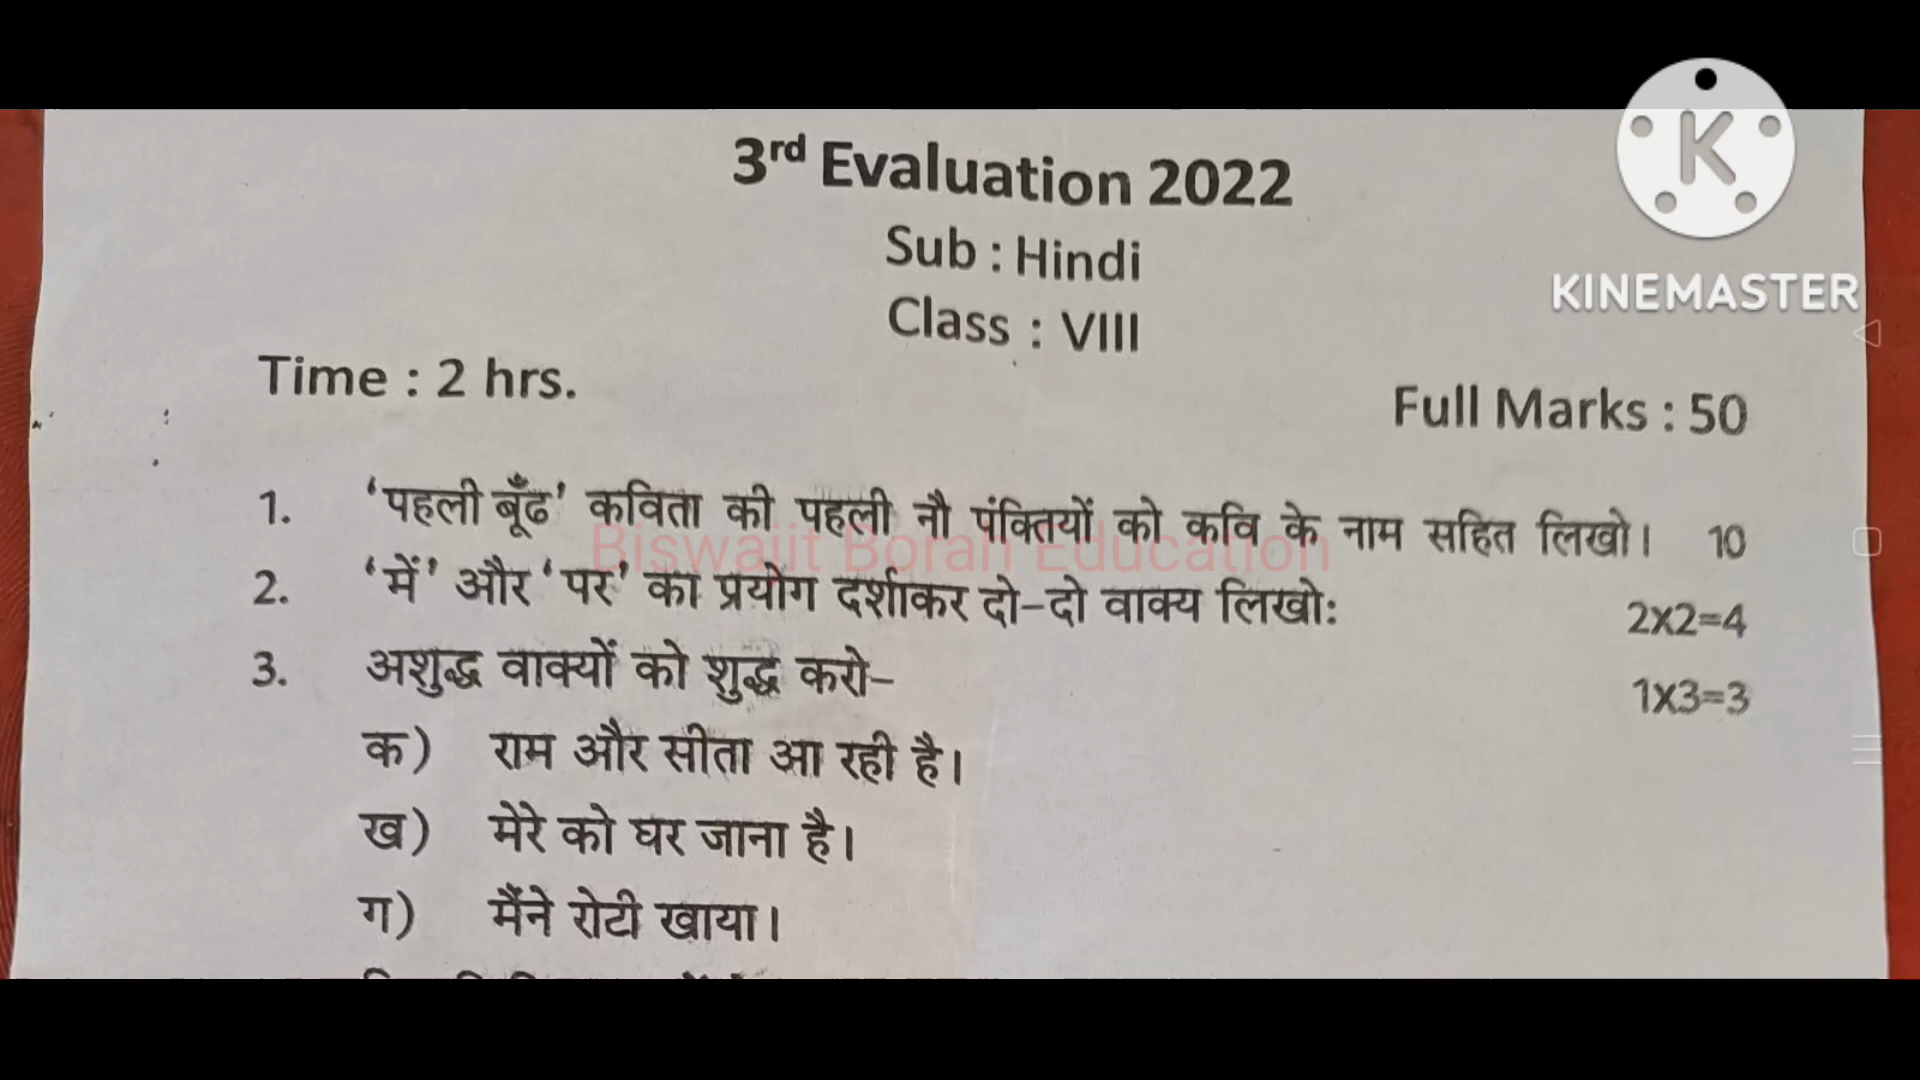 K
KINEMASTER
3rd Evaluation 2022
Sub : Hindi
Class : VIII
Time : 2 hrs.
Full Marks : 50
1. ‘पहली बूँढ’ कविता की पहली नौ पंक्तियों को कवि के नाम सहित लिखो। 10
Biswajit Borah Education
2. ‘में’ और ‘पर’ का प्रयोग दर्शाकर दो-दो वाक्य लिखो: 2x2=4
3. अशुद्ध वाक्यों को शुद्ध करो- 1x3=3
क) राम और सीता आ रही है।
ख) मेरे को घर जाना है।
ग) मैंने रोटी खाया।